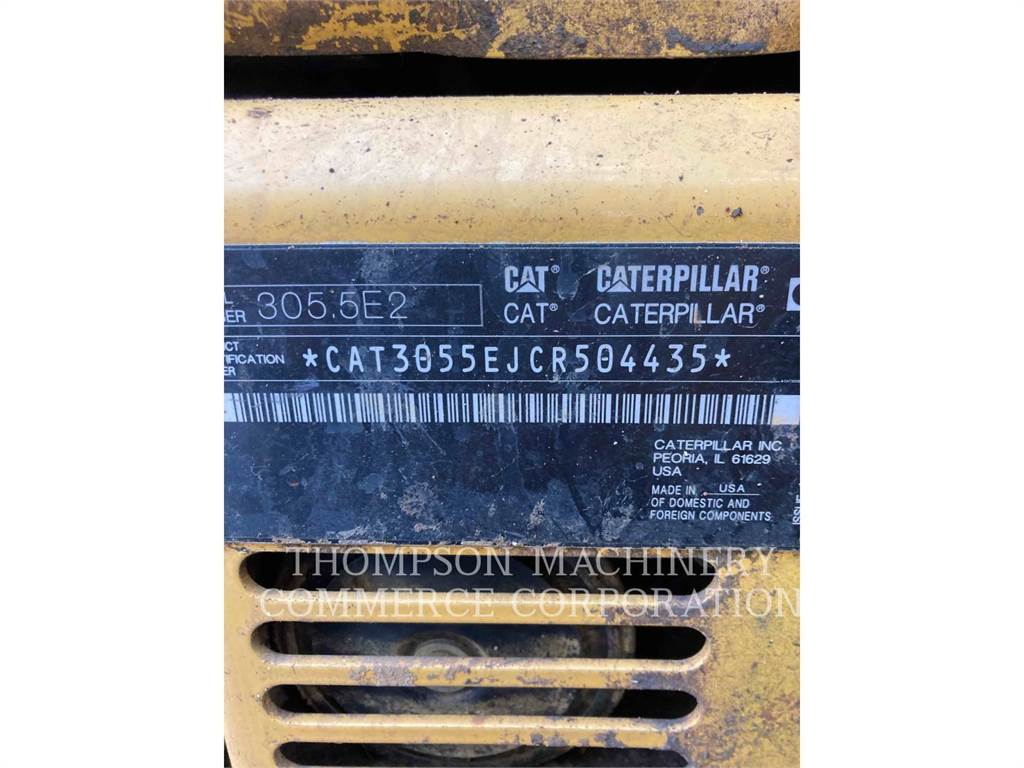 CAT® CATERPILLAR®
305.5E2
CAT® CATERPILLAR®
*CAT3055EJCR504435*
CATERPILLAR INC.
PEORIA, IL 61629
USA
MADE IN USA
OF DOMESTIC AND
FOREIGN COMPONENTS
THOMPSON MACHINERY
COMMERCE CORPORATION